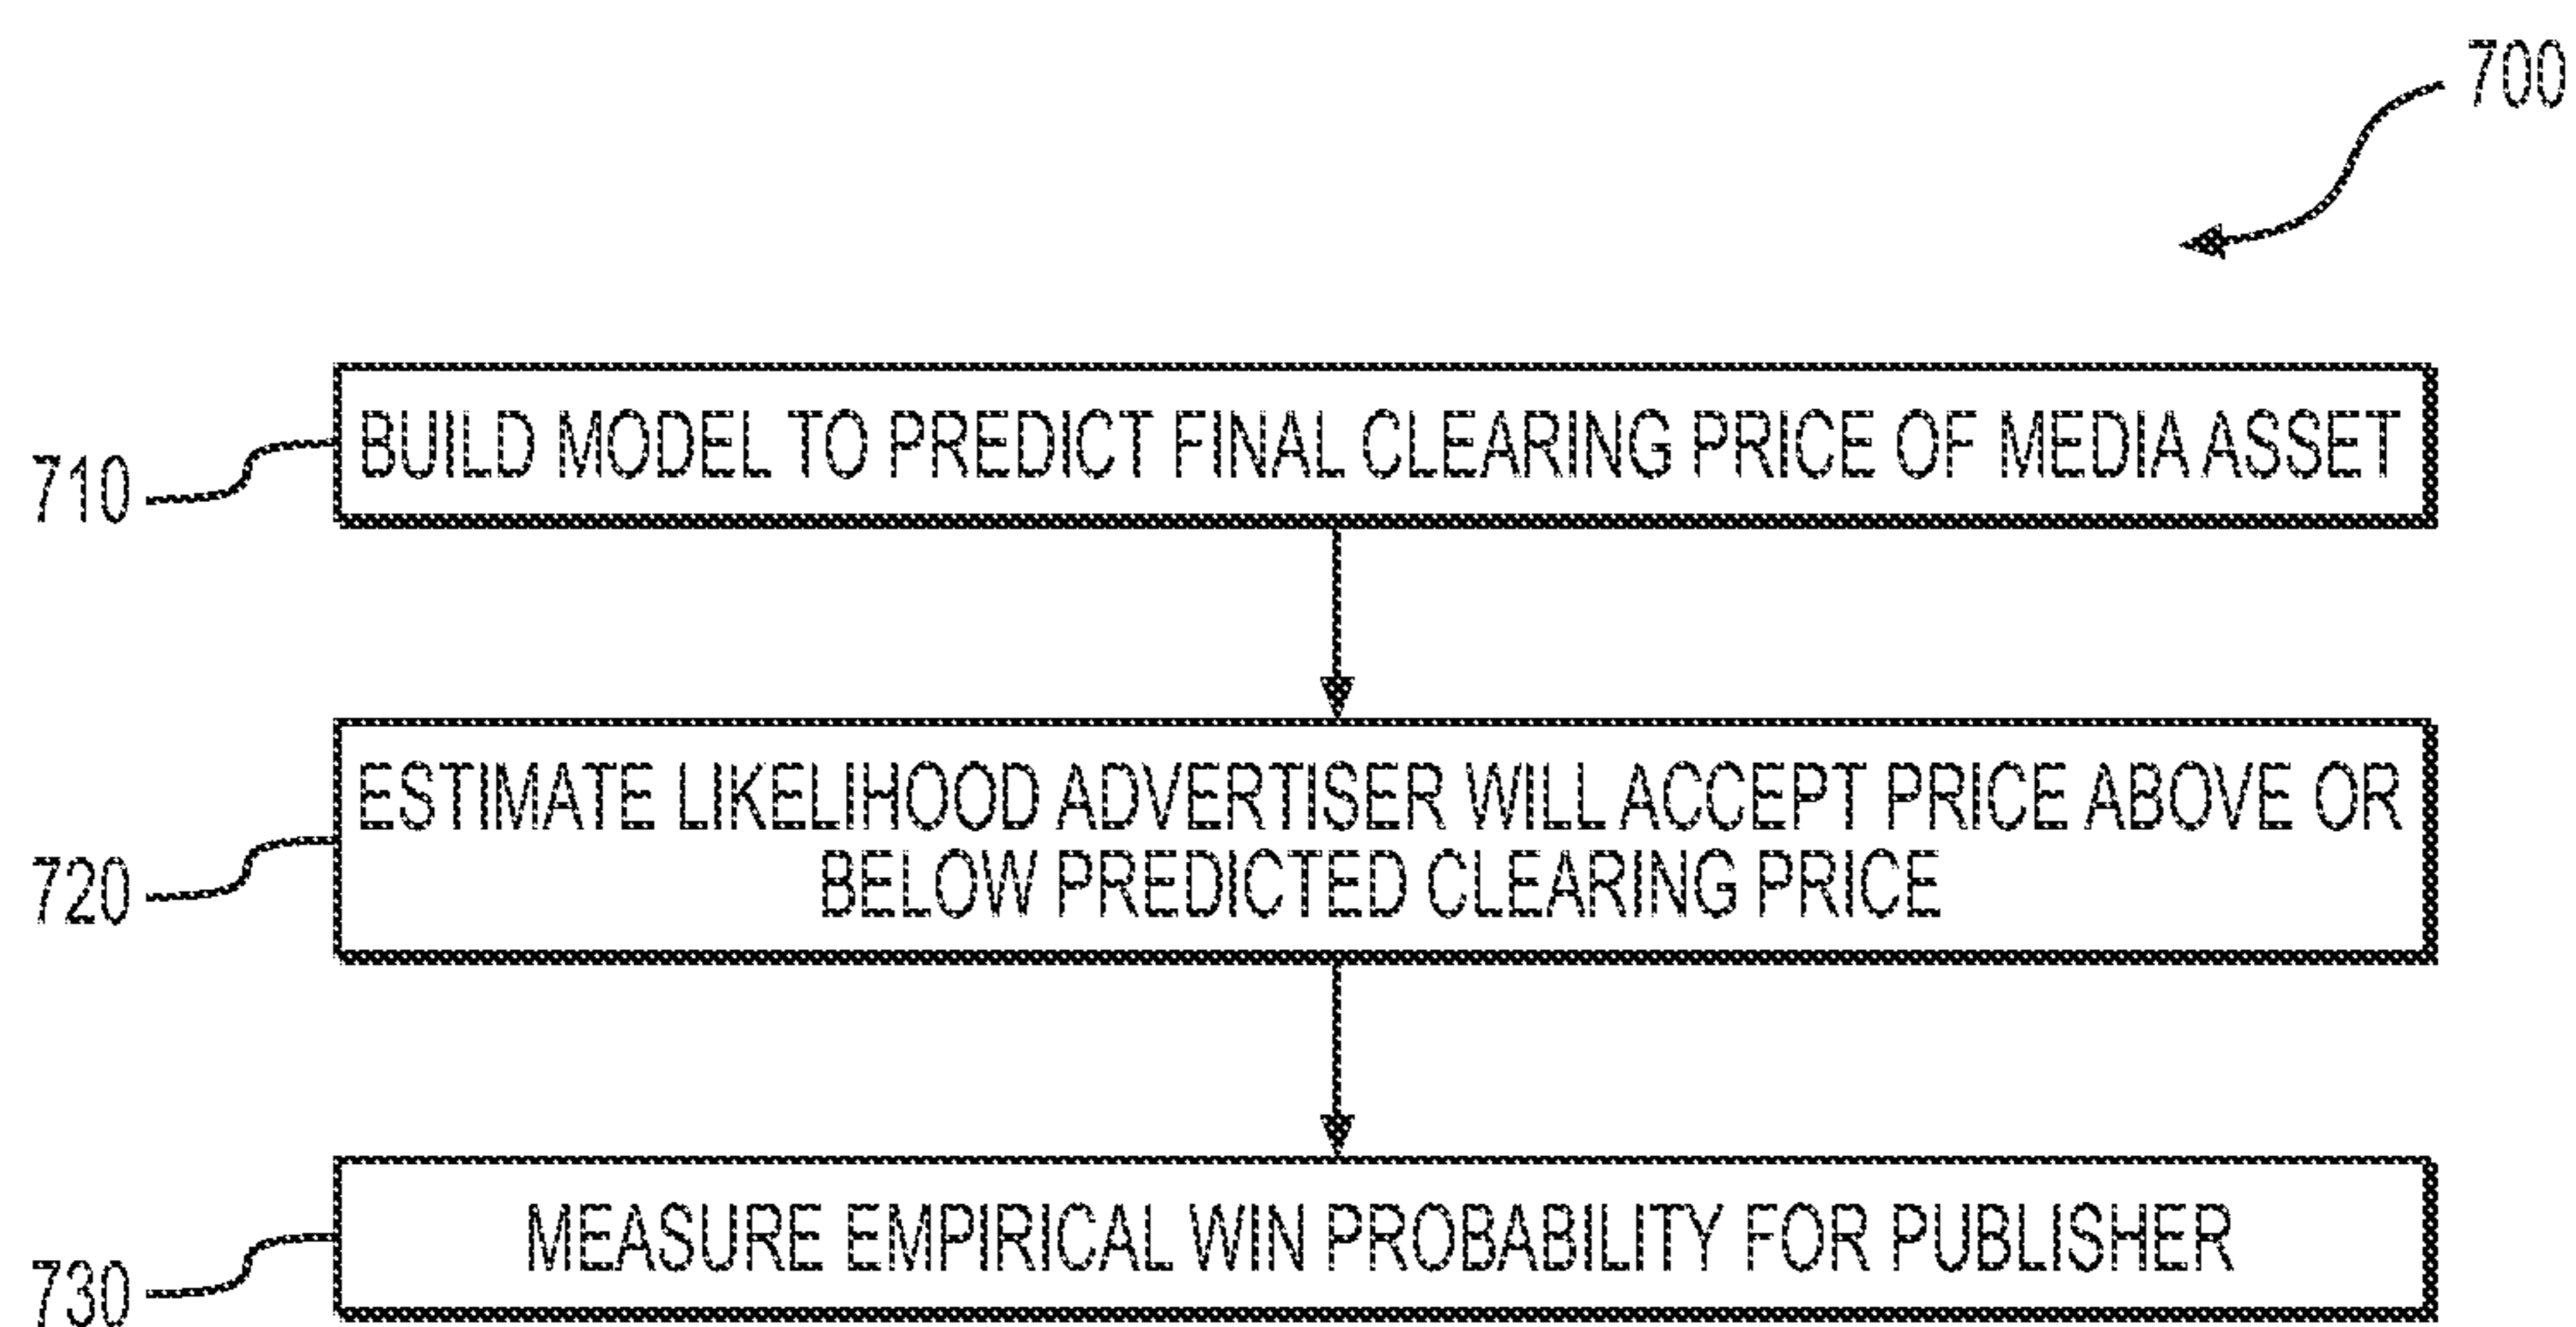 700
710
BUILD MODEL TO PREDICT FINAL CLEARING PRICE OF MEDIA ASSET
720
ESTIMATE LIKELIHOOD ADVERTISER WILL ACCEPT PRICE ABOVE OR
BELOW PREDICTED CLEARING PRICE
730
MEASURE EMPIRICAL WIN PROBABILITY FOR PUBLISHER